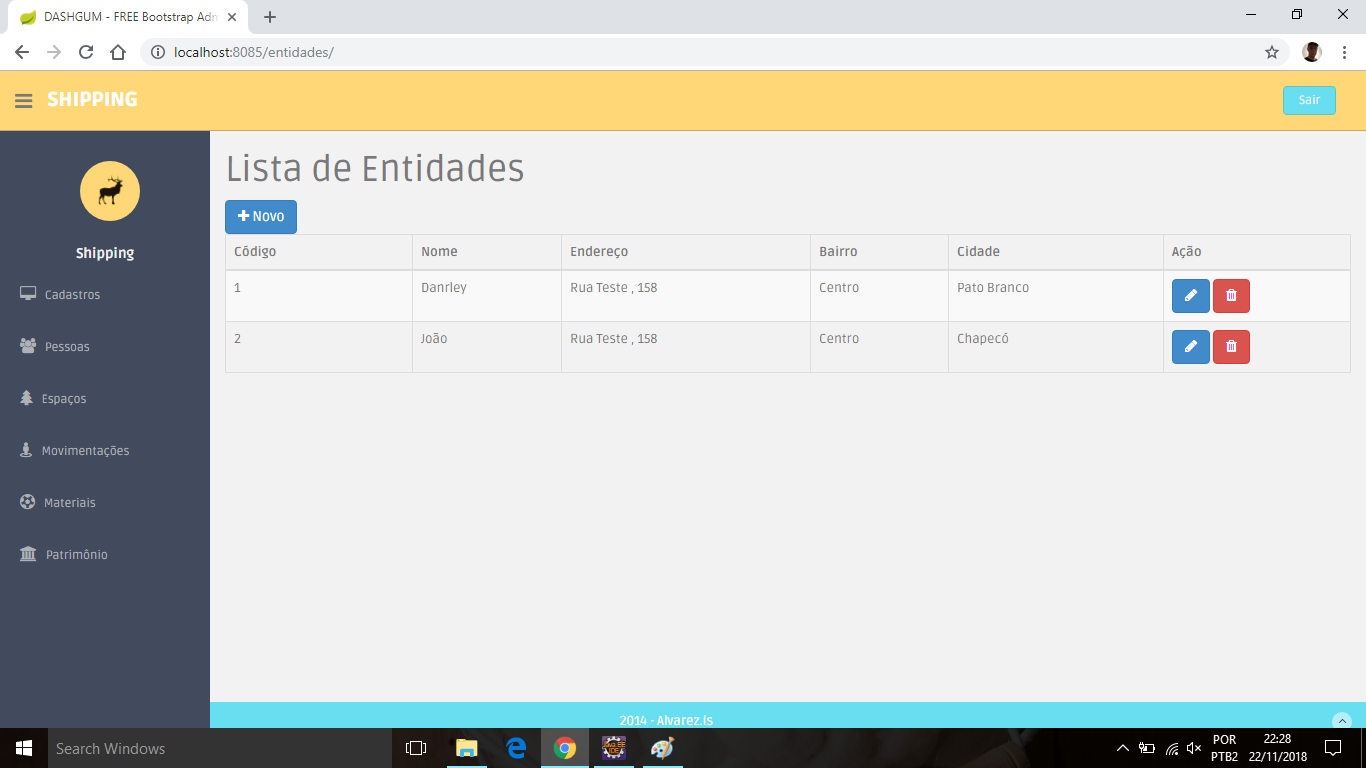 DASHGUM - FREE Bootstrap Adm
localhost:8085/entidades/
SHIPPING
Sair
Shipping
Cadastros
Pessoas
Espaços
Movimentações
Materiais
Patrimônio
Lista de Entidades
Novo
Código Nome Endereço Bairro Cidade Ação
1 Danrley Rua Teste , 158 Centro Pato Branco
2 João Rua Teste , 158 Centro Chapecó
2014 - Alvarez.is
Search Windows
POR
PTB2
22:28
22/11/2018